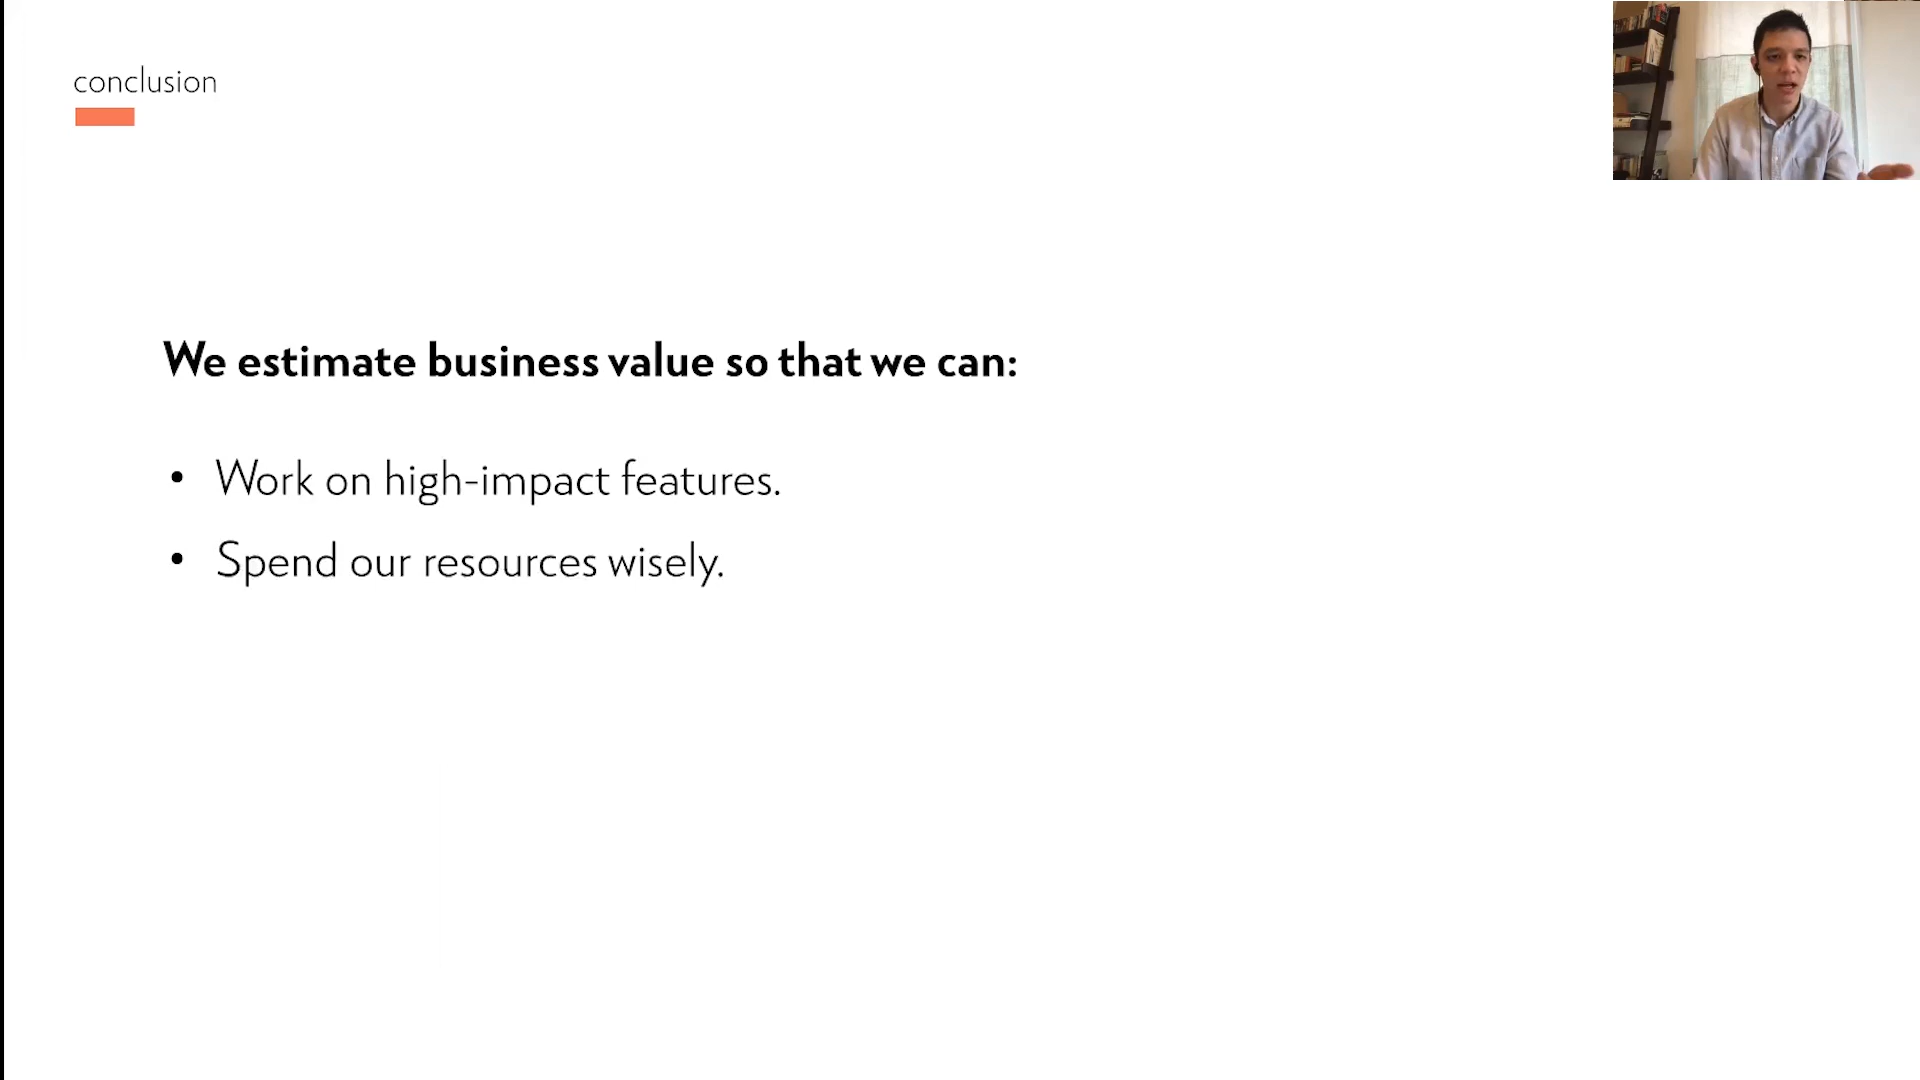 conclusion
We estimate business value so that we can:
• Work on high-impact features.
• Spend our resources wisely.